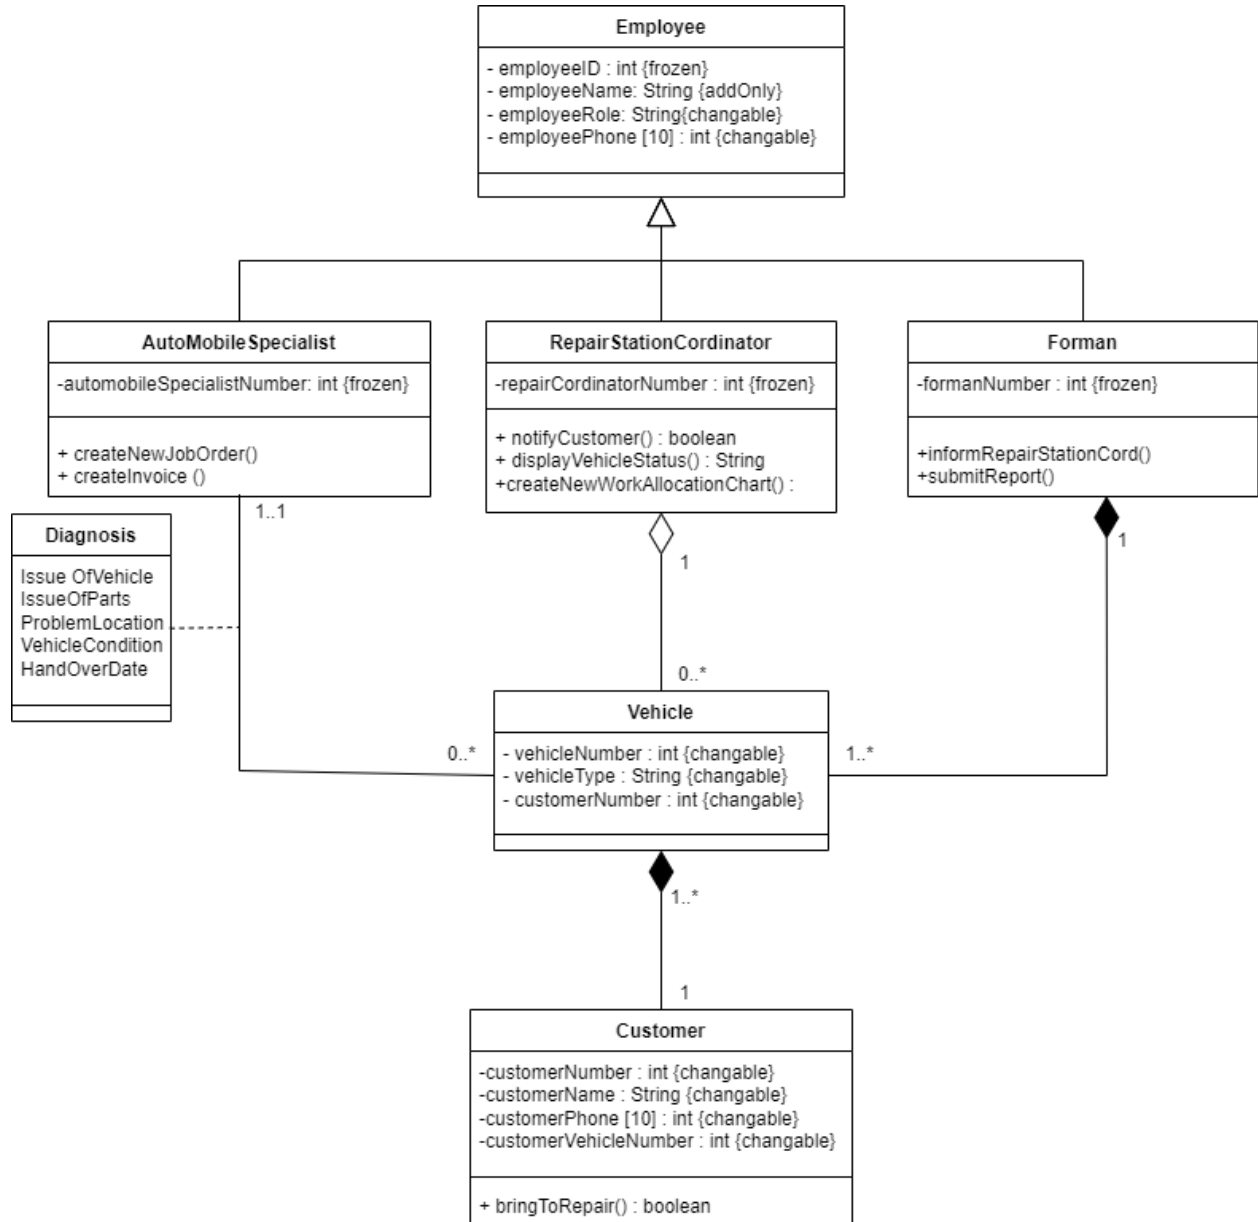 Employee
- employeeID : int {frozen}
- employeeName: String {addOnly}
- employeeRole: String{changable}
- employeePhone [10] : int {changable}
AutoMobileSpecialist
-automobileSpecialistNumber: int {frozen}
+ createNewJobOrder()
+ createInvoice ()
RepairStationCordinator
-repairCordinatorNumber : int {frozen}
+ notifyCustomer() : boolean
+ displayVehicleStatus() : String
+createNewWorkAllocationChart() :
Forman
-formanNumber : int {frozen}
+informRepairStationCord()
+submitReport()
1..1
1
1
Diagnosis
Issue OfVehicle
IssueOfParts
ProblemLocation
VehicleCondition
HandOverDate
0..*
0..*
1..*
Vehicle
- vehicleNumber : int {changable}
- vehicleType : String {changable}
- customerNumber : int {changable}
1..*
1
Customer
-customerNumber : int {changable}
-customerName : String {changable}
-customerPhone [10] : int {changable}
-customerVehicleNumber : int {changable}
+ bringToRepair() : boolean